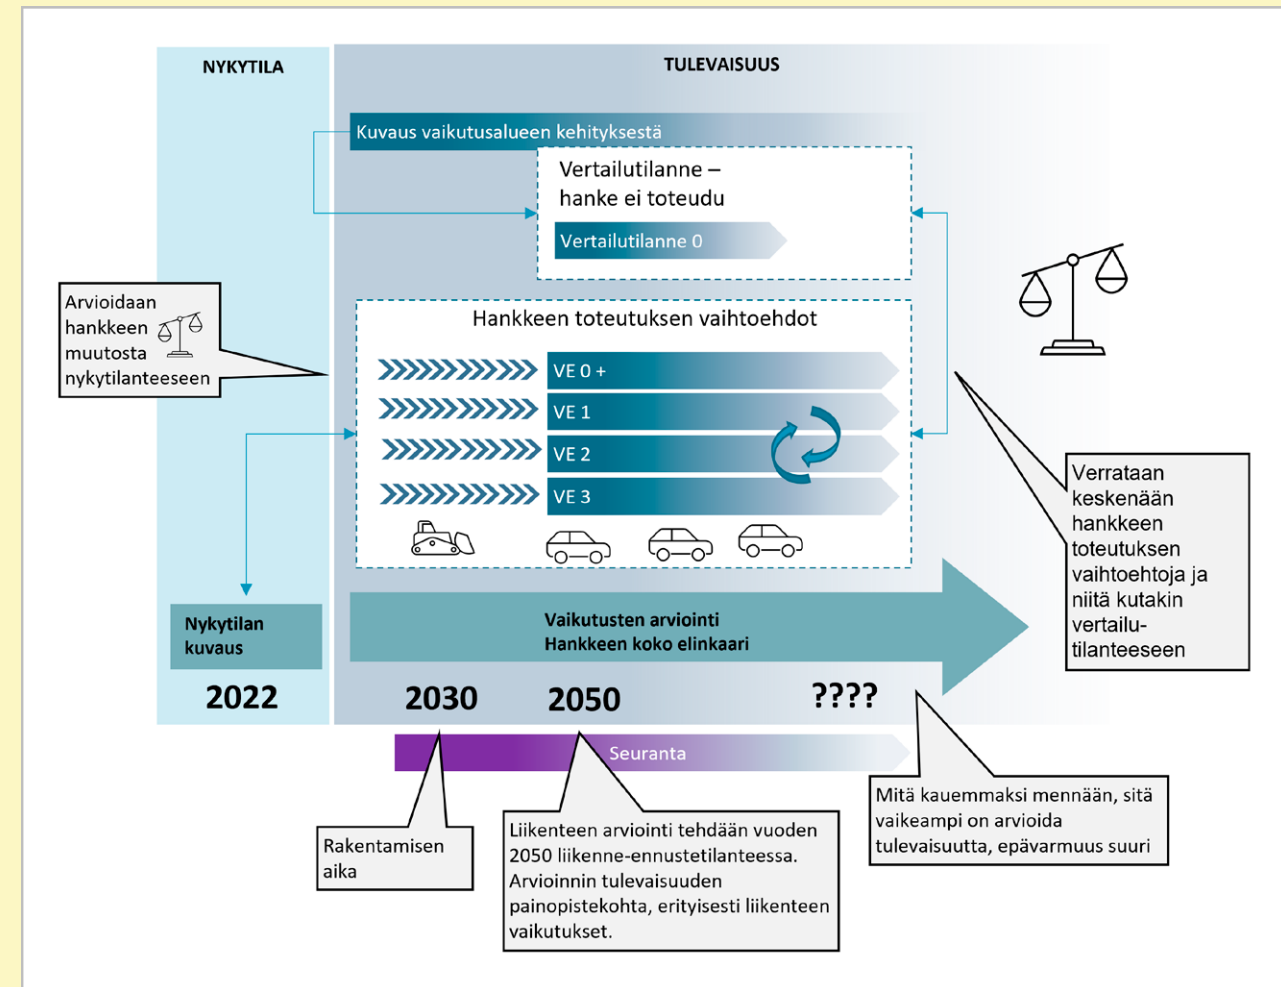 NYKYTILA
TULEVAISUUS
Kuvaus vaikutusalueen kehityksestä
Vertailutilanne –
hanke ei toteudu
Vertailutilanne 0
Arvioidaan
hankkeen
muutosta
nykytilanteeseen
Hankkeen toteutuksen vaihtoehdot
VE 0 +
VE 1
VE 2
VE 3
Verrataan
keskenään
hankkeen
toteutuksen
vaihtoehtoja ja
niitä kutakin
vertailu-
tilanteeseen
Nykytilan
kuvaus
Vaikutusten arviointi
Hankkeen koko elinkaari
2022
2030
2050
????
Seuranta
Rakentamisen
aika
Liikenteen arviointi tehdään vuoden
2050 liikenne-ennustetilanteessa.
Arvioinnin tulevaisuuden
painopistekohta, erityisesti liikenteen
vaikutukset.
Mitä kauemmaksi mennään, sitä
vaikeampi on arvioida
tulevaisuutta, epävarmuus suuri